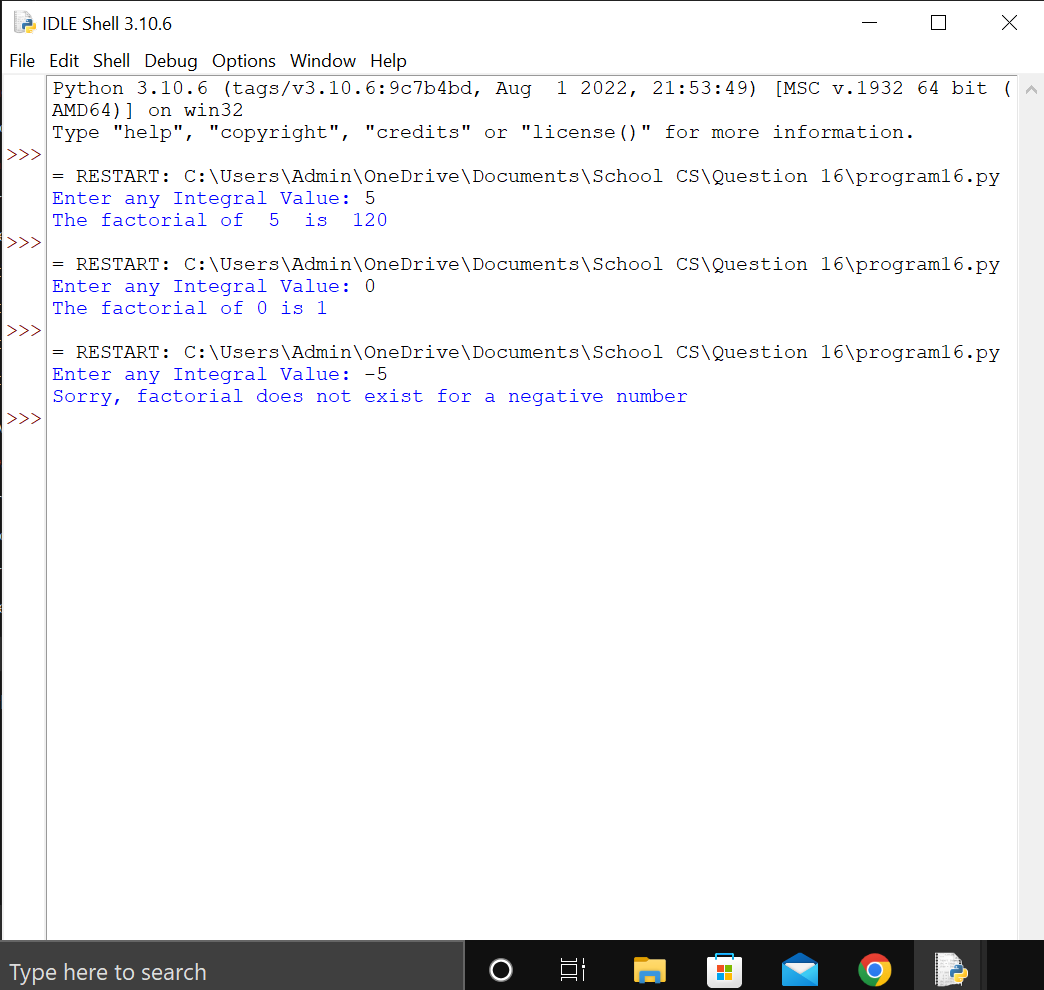 IDLE Shell 3.10.6
File Edit Shell Debug Options Window Help
Python 3.10.6 (tags/v3.10.6:9c7b4bd, Aug  1 2022, 21:53:49) [MSC v.1932 64 bit (
AMD64)] on win32
Type "help", "copyright", "credits" or "license()" for more information.
>>>
= RESTART: C:\Users\Admin\OneDrive\Documents\School CS\Question 16\program16.py
Enter any Integral Value: 5
The factorial of  5  is  120
>>>
= RESTART: C:\Users\Admin\OneDrive\Documents\School CS\Question 16\program16.py
Enter any Integral Value: 0
The factorial of 0 is 1
>>>
= RESTART: C:\Users\Admin\OneDrive\Documents\School CS\Question 16\program16.py
Enter any Integral Value: -5
Sorry, factorial does not exist for a negative number
>>>
Type here to search